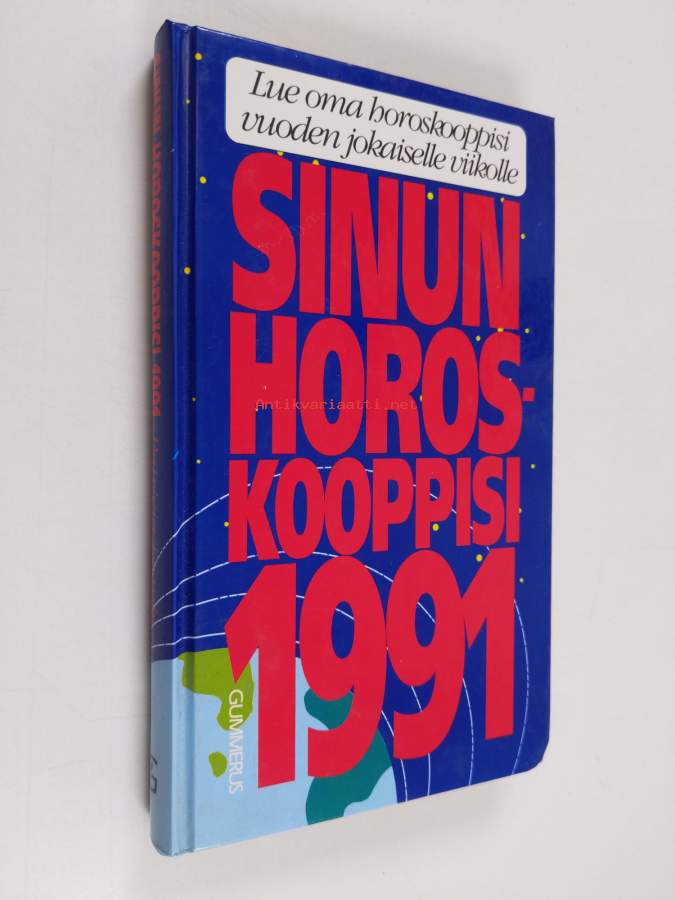 Lue oma horoskooppisi
vuoden jokaiselle viikolle
SINUN
HOROS-
KOOPPISI
1991
GUMMERUS
Antikvariaatti.net
SINUN HOROSKOOPPISI 1991